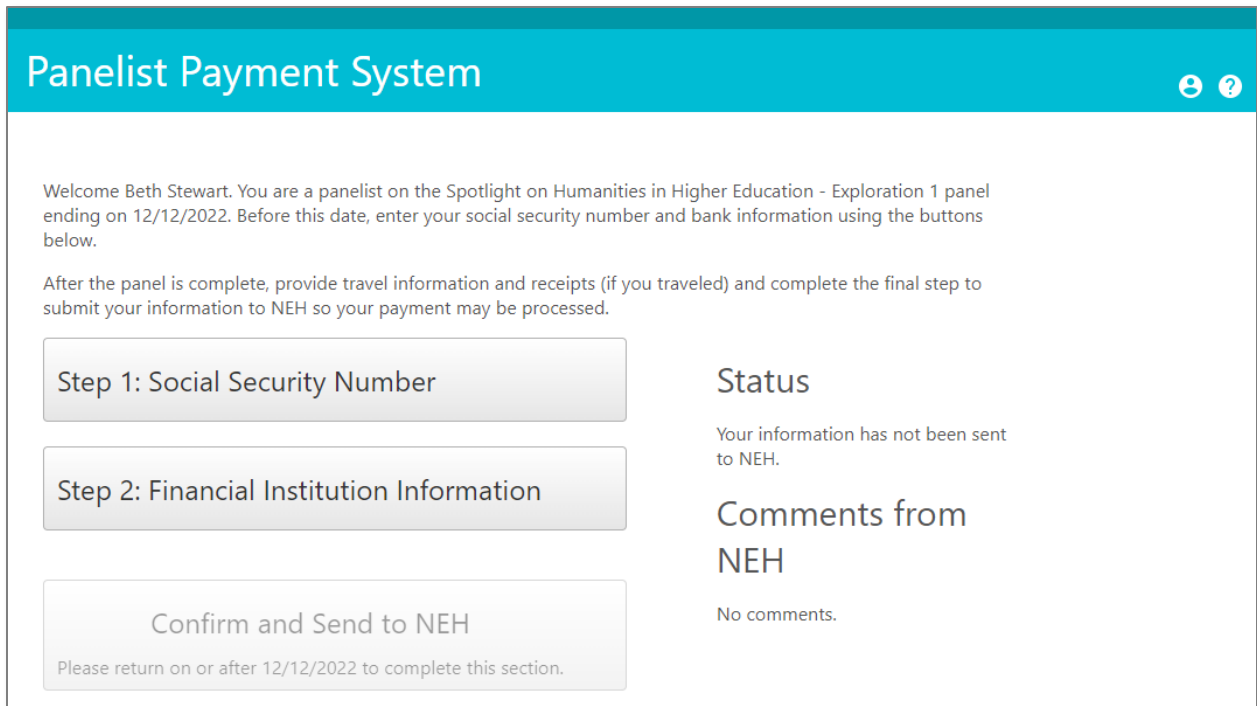 Panelist Payment System
Welcome Beth Stewart. You are a panelist on the Spotlight on Humanities in Higher Education - Exploration 1 panel
ending on 12/12/2022. Before this date, enter your social security number and bank information using the buttons
below.
After the panel is complete, provide travel information and receipts (if you traveled) and complete the final step to
submit your information to NEH so your payment may be processed.
Step 1: Social Security Number
Step 2: Financial Institution Information
Confirm and Send to NEH
Please return on or after 12/12/2022 to complete this section.
Status
Your information has not been sent
to NEH.
Comments from
NEH
No comments.